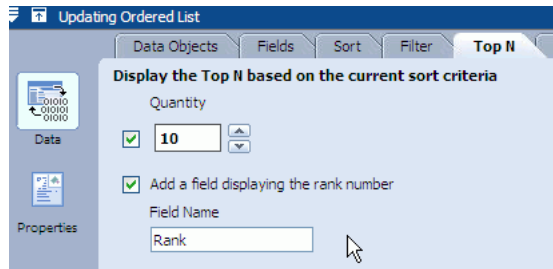 Updating Ordered List
Data Objects Fields Sort Filter Top N
Display the Top N based on the current sort criteria
Quantity
10
Data
Add a field displaying the rank number
Field Name
Properties
Rank